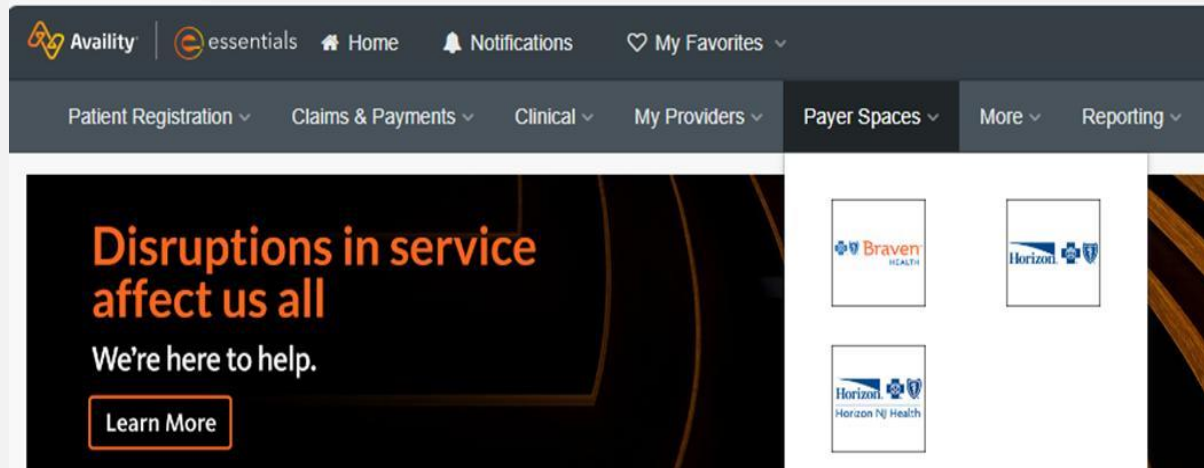 Availity essentials Home Notifications My Favorites
Patient Registration Claims & Payments Clinical My Providers Payer Spaces More Reporting
Disruptions in service
affect us all
We're here to help.
Learn More
Braven
HEALTH
Horizon
Horizon
Horizon NJ Health